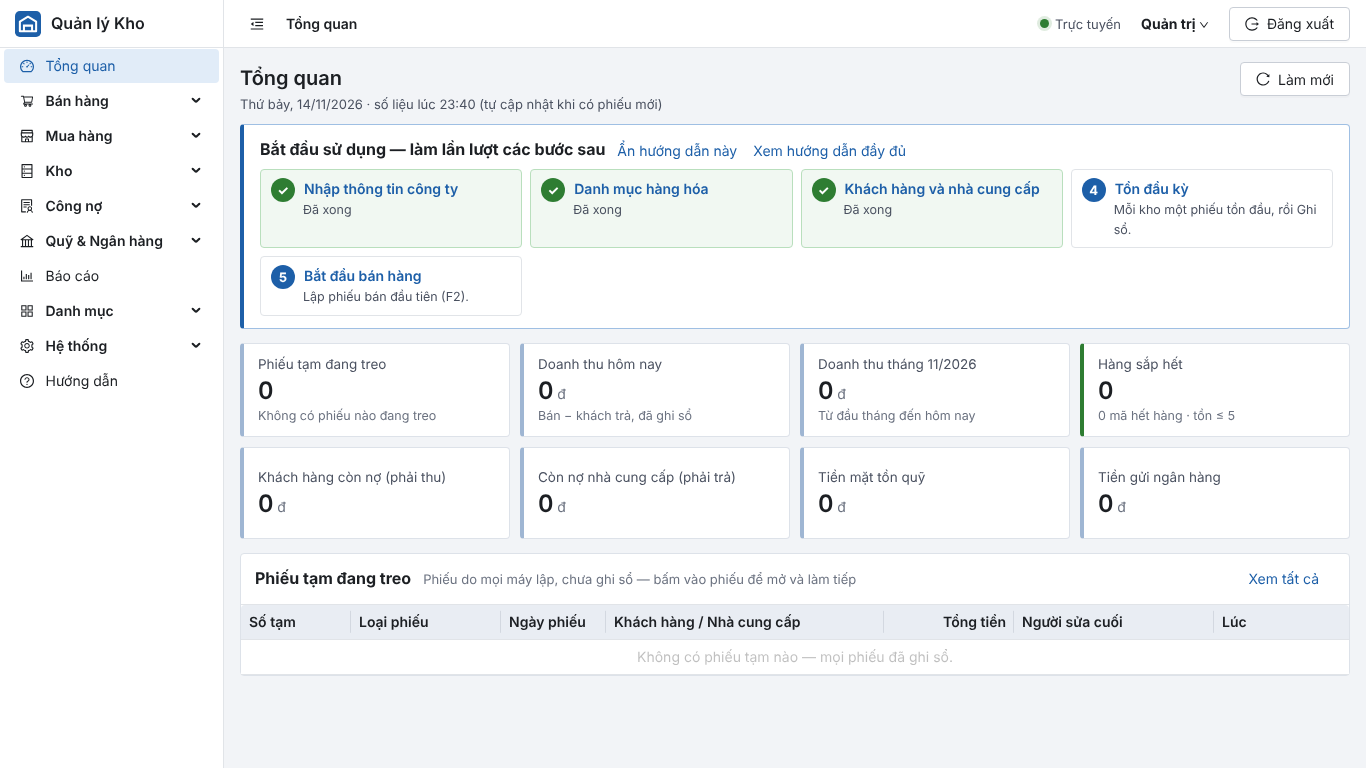 Quản lý Kho
Tổng quan
Trực tuyến
Quản trị
Đăng xuất
Tổng quan
Bán hàng
Mua hàng
Kho
Công nợ
Quỹ & Ngân hàng
Báo cáo
Danh mục
Hệ thống
Hướng dẫn
Tổng quan
Làm mới
Thứ bảy, 14/11/2026 · số liệu lúc 23:40 (tự cập nhật khi có phiếu mới)
Bắt đầu sử dụng — làm lần lượt các bước sau Ẩn hướng dẫn này Xem hướng dẫn đầy đủ
Nhập thông tin công ty
Đã xong
Danh mục hàng hóa
Đã xong
Khách hàng và nhà cung cấp
Đã xong
4 Tồn đầu kỳ
Mỗi kho một phiếu tồn đầu, rồi Ghi
sổ.
5 Bắt đầu bán hàng
Lập phiếu bán đầu tiên (F2).
Phiếu tạm đang treo
0
Không có phiếu nào đang treo
Doanh thu hôm nay
0 đ
Bán − khách trả, đã ghi sổ
Doanh thu tháng 11/2026
0 đ
Từ đầu tháng đến hôm nay
Hàng sắp hết
0
0 mã hết hàng · tồn ≤ 5
Khách hàng còn nợ (phải thu)
0 đ
Còn nợ nhà cung cấp (phải trả)
0 đ
Tiền mặt tồn quỹ
0 đ
Tiền gửi ngân hàng
0 đ
Phiếu tạm đang treo Phiếu do mọi máy lập, chưa ghi sổ — bấm vào phiếu để mở và làm tiếp Xem tất cả
Số tạm Loại phiếu Ngày phiếu Khách hàng / Nhà cung cấp Tổng tiền Người sửa cuối Lúc
Không có phiếu tạm nào — mọi phiếu đã ghi sổ.